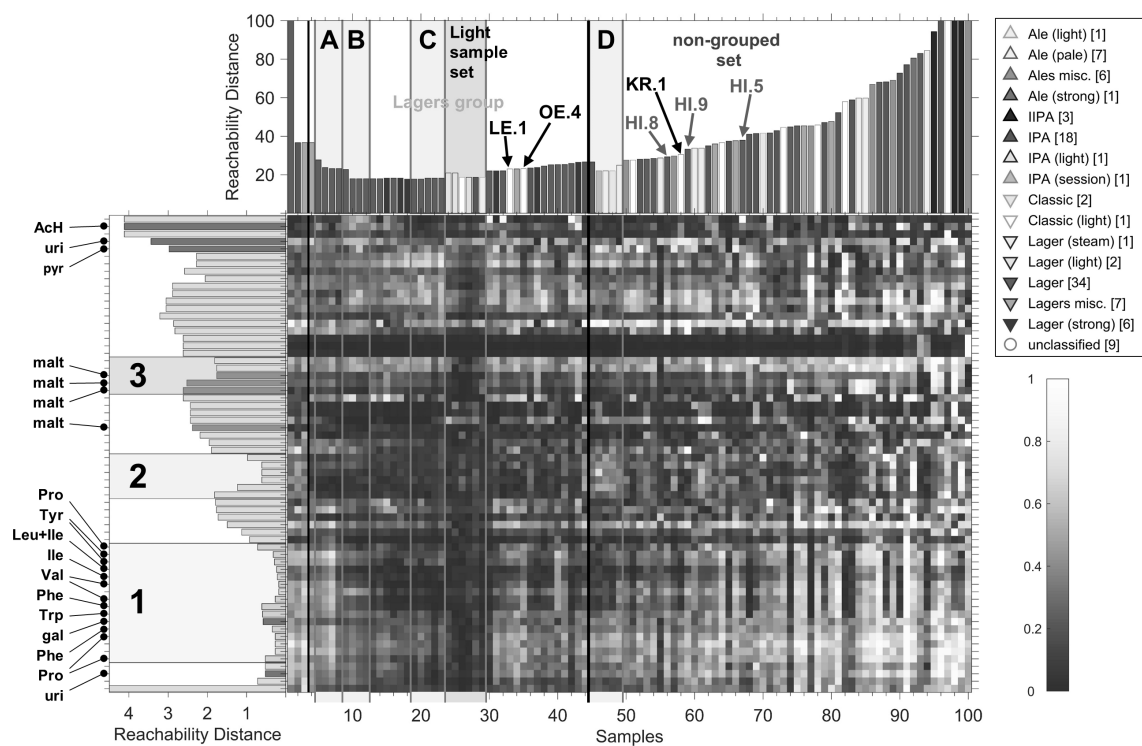 100
80
60
40
20
Reachability Distance
A
B
C
Light
sample
set
Lagers group
LE.1
OE.4
D
non-grouped
set
KR.1
HI.8
HI.9
HI.5
Ale (light) [1]
Ale (pale) [7]
Ales misc. [6]
Ale (strong) [1]
IIPA [3]
IPA [18]
IPA (light) [1]
IPA (session) [1]
Classic [2]
Classic (light) [1]
Lager (steam) [1]
Lager (light) [2]
Lager [34]
Lagers misc. [7]
Lager (strong) [6]
unclassified [9]
AcH
uri
pyr
malt
malt
malt
malt
Pro
Tyr
Leu+Ile
Ile
Val
Phe
Trp
gal
Phe
Pro
uri
3
2
1
4 3 2 1
Reachability Distance
10 20 30 40 50 60 70 80 90 100
Samples
1
0.8
0.6
0.4
0.2
0